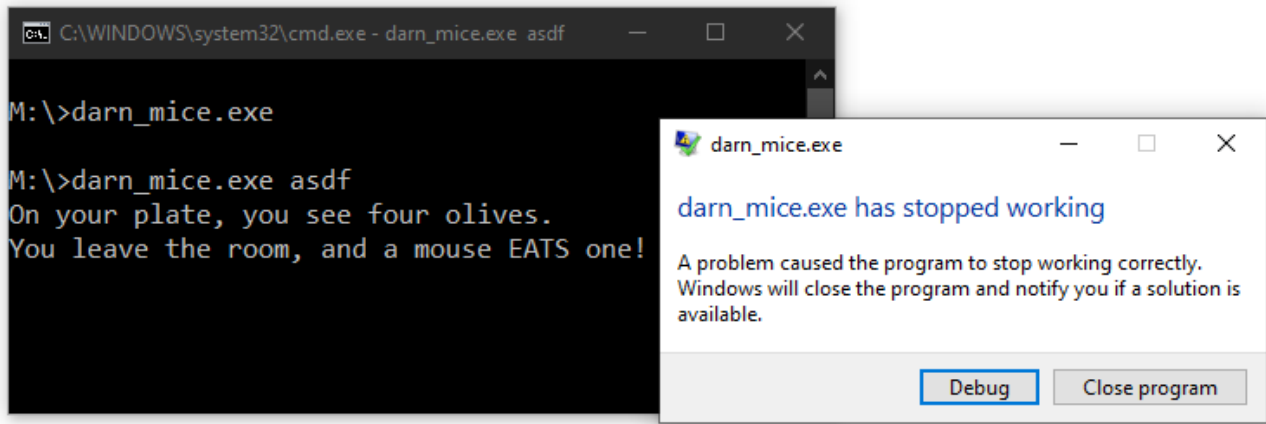 C:\WINDOWS\system32\cmd.exe - darn_mice.exe  asdf
M:\>darn_mice.exe
M:\>darn_mice.exe asdf
On your plate, you see four olives.
You leave the room, and a mouse EATS one!
darn_mice.exe
darn_mice.exe has stopped working
A problem caused the program to stop working correctly.
Windows will close the program and notify you if a solution is
available.
Debug
Close program